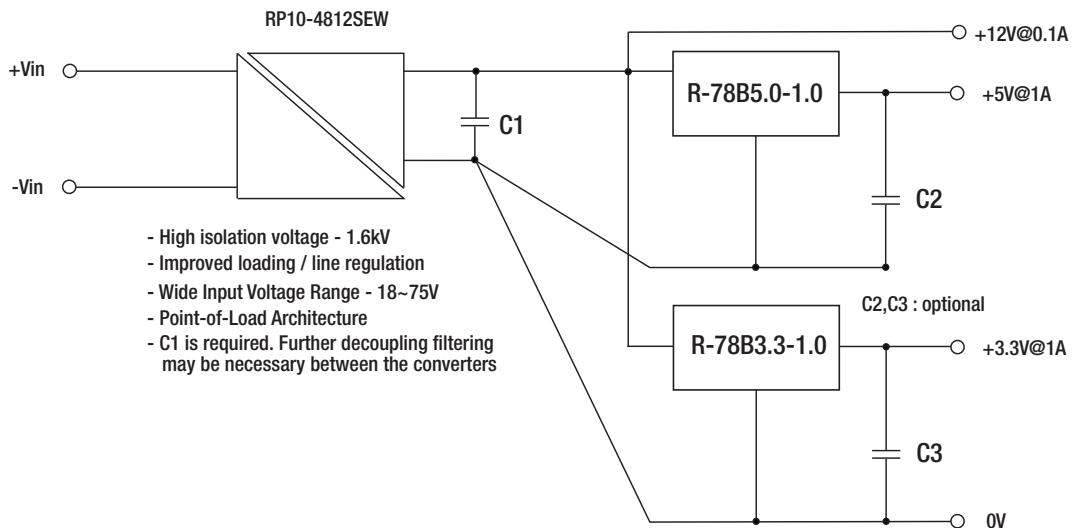 RP10-4812SEW
+12V@0.1A
+Vin
R-78B5.0-1.0
+5V@1A
C1
-Vin
C2
- High isolation voltage - 1.6kV
- Improved loading / line regulation
- Wide Input Voltage Range - 18~75V
- Point-of-Load Architecture
- C1 is required. Further decoupling filtering
may be necessary between the converters
C2,C3 : optional
R-78B3.3-1.0
+3.3V@1A
C3
0V